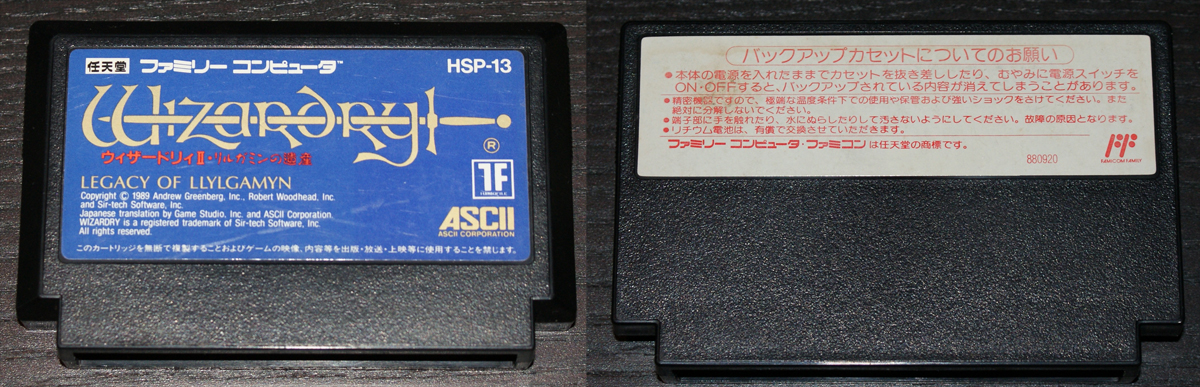 任天堂 ファミリー コンピュータ™ HSP-13
Wizardry
®
ウィザードリィⅡ・リルガミンの遺産
LEGACY OF LLYLGAMYN
Copyright © 1989 Andrew Greenberg, Inc., Robert Woodhead, Inc.
and Sir-tech Software, Inc.
Japanese translation by Game Studio, Inc. and ASCII Corporation.
WIZARDRY is a registered trademark of Sir-tech Software, Inc.
All rights reserved.
ASCII
ASCII CORPORATION
このカートリッジを無断で複製することおよびゲームの映像、内容等を出版・放送・上映等に使用することを禁じます。
バックアップカセットについてのお願い
●本体の電源を入れたままでカセットを抜き差ししたり、むやみに電源スイッチを
ON・OFFすると、バックアップされている内容が消えてしまうことがあります。
●精密機器ですので、極端な温度条件下での使用や保管および強いショックをさけてください。また
絶対に分解しないでください。
●端子部に手を触れたり、水にぬらしたりして汚さないようにしてください。故障の原因となります。
●リチウム電池は、有償で交換させていただきます。
ファミリー コンピュータ・ファミコンは任天堂の商標です。
FF
FAMICOM FAMILY
880920